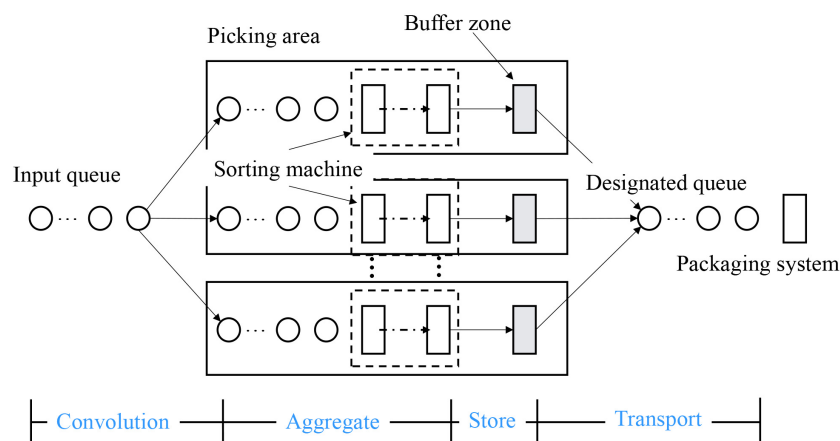 Picking area
Buffer zone
Input queue
Sorting machine
Designated queue
Packaging system
Convolution
Aggregate
Store
Transport